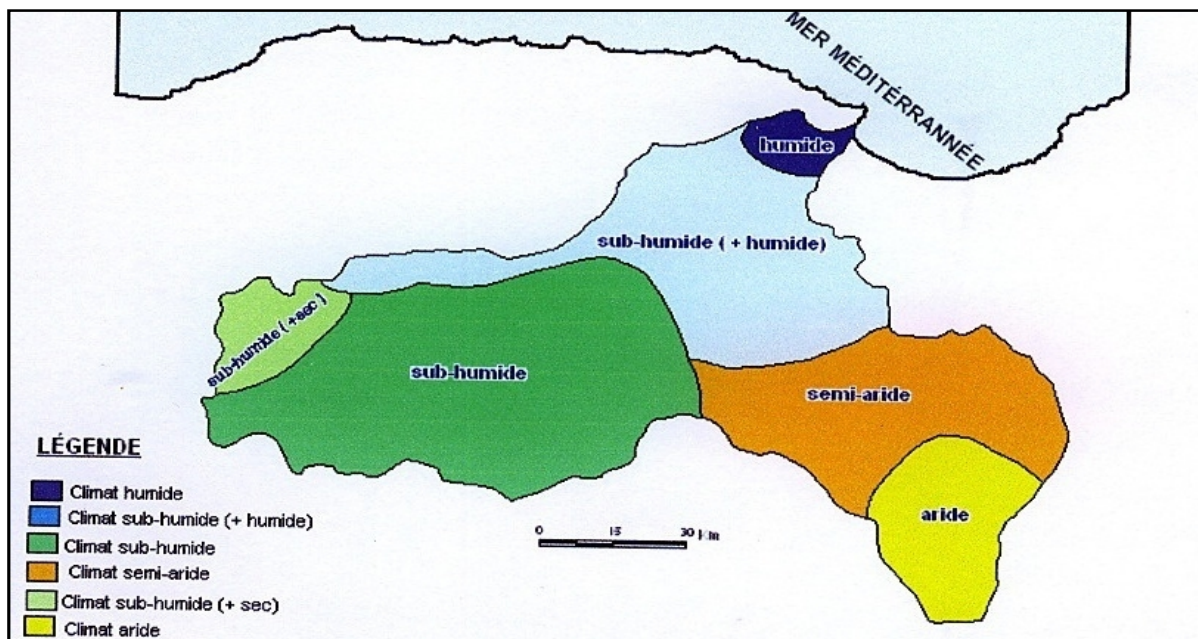 MER MÉDITÉRRANNÉE
humide
sub-humide ( + humide)
sub-humide ( +sec )
sub-humide
semi-aride
aride
LÉGENDE
Climat humide
Climat sub-humide (+ humide)
Climat sub-humide
Climat semi-aride
Climat sub-humide (+ sec)
Climat aride
0 15 30 Km